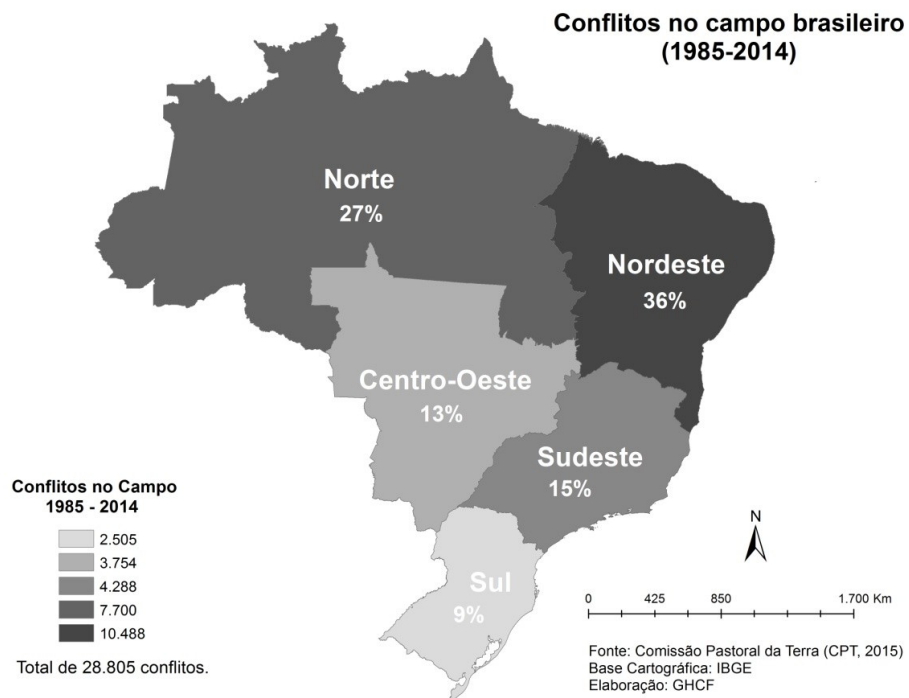 Conflitos no campo brasileiro
(1985-2014)
Norte
27%
Nordeste
36%
Centro-Oeste
13%
Sudeste
15%
Sul
9%
Conflitos no Campo
1985 - 2014
2.505
3.754
4.288
7.700
10.488
Total de 28.805 conflitos.
N
0 425 850 1.700 Km
Fonte: Comissão Pastoral da Terra (CPT, 2015)
Base Cartográfica: IBGE
Elaboração: GHCF